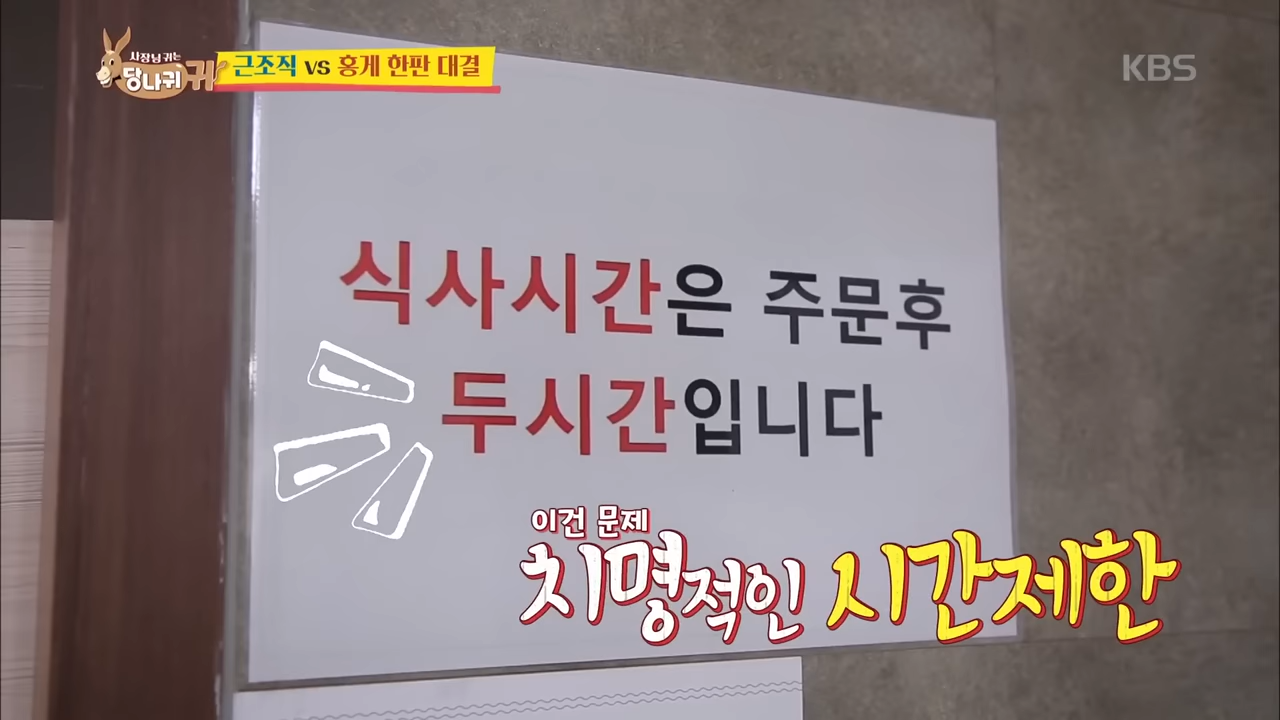 사장님 귀는
당나귀 귀
근조직 vs 홍게 한판 대결
KBS
식사시간은 주문후
두시간입니다
이건 문제
치명적인 시간제한